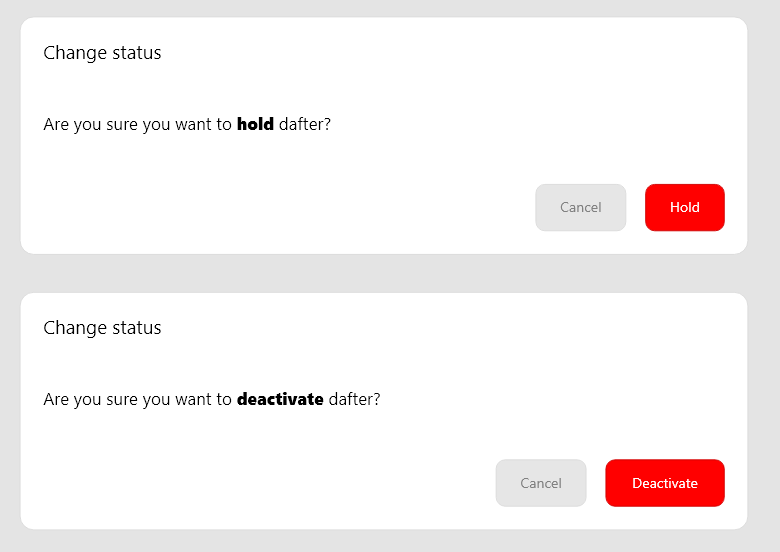 Change status
Are you sure you want to hold dafter?
Cancel
Hold
Change status
Are you sure you want to deactivate dafter?
Cancel
Deactivate